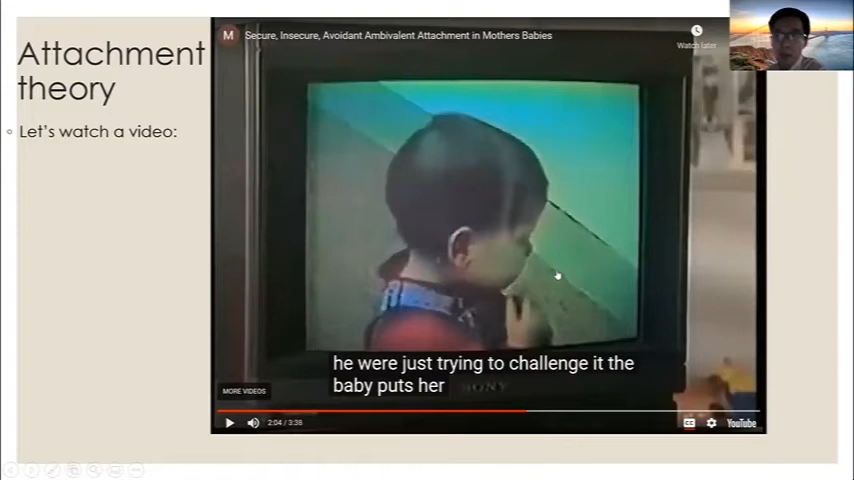 Attachment
theory
Let's watch a video:
M
Secure, Insecure, Avoidant Ambivalent Attachment in Mothers Babies
Watch later
he were just trying to challenge it the
baby puts her
SONY
MORE VIDEOS
2:04 / 3:38
CC
YouTube